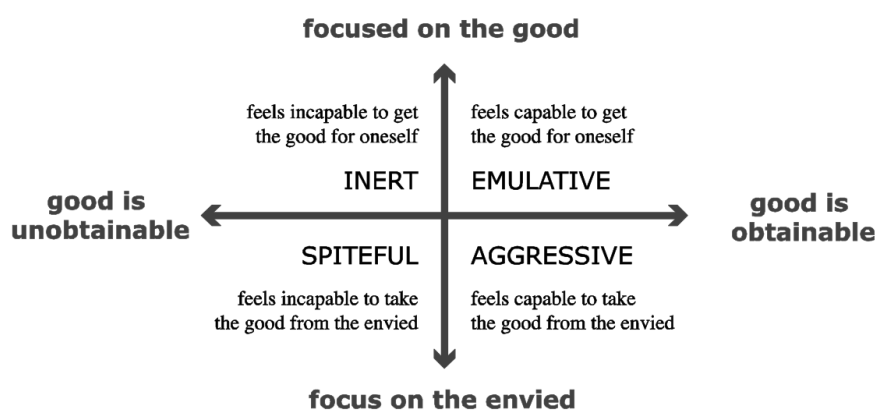 focused on the good
feels incapable to get
the good for oneself
feels capable to get
the good for oneself
INERT
EMULATIVE
good is
unobtainable
good is
obtainable
SPITEFUL
AGGRESSIVE
feels incapable to take
the good from the envied
feels capable to take
the good from the envied
focus on the envied